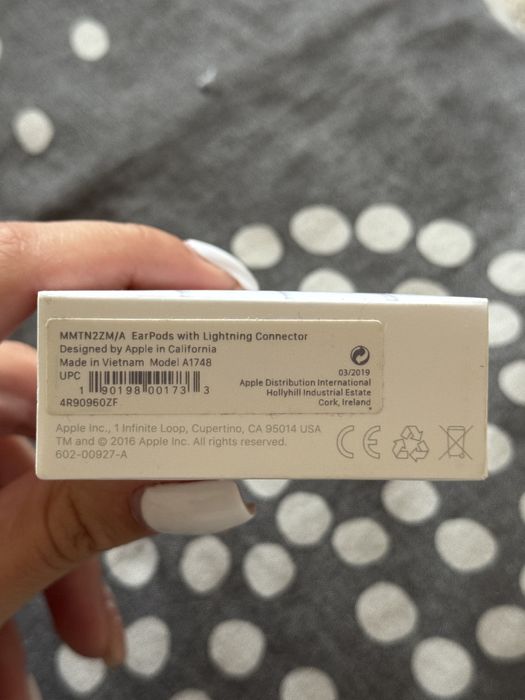 MMTN2ZM/A EarPods with Lightning Connector
Designed by Apple in California
Made in Vietnam Model A1748
UPC
1 90198 00173 3
4R90960ZF
03/2019
Apple Distribution International
Hollyhill Industrial Estate
Cork, Ireland
Apple Inc., 1 Infinite Loop, Cupertino, CA 95014 USA
TM and © 2016 Apple Inc. All rights reserved.
602-00927-A
CE